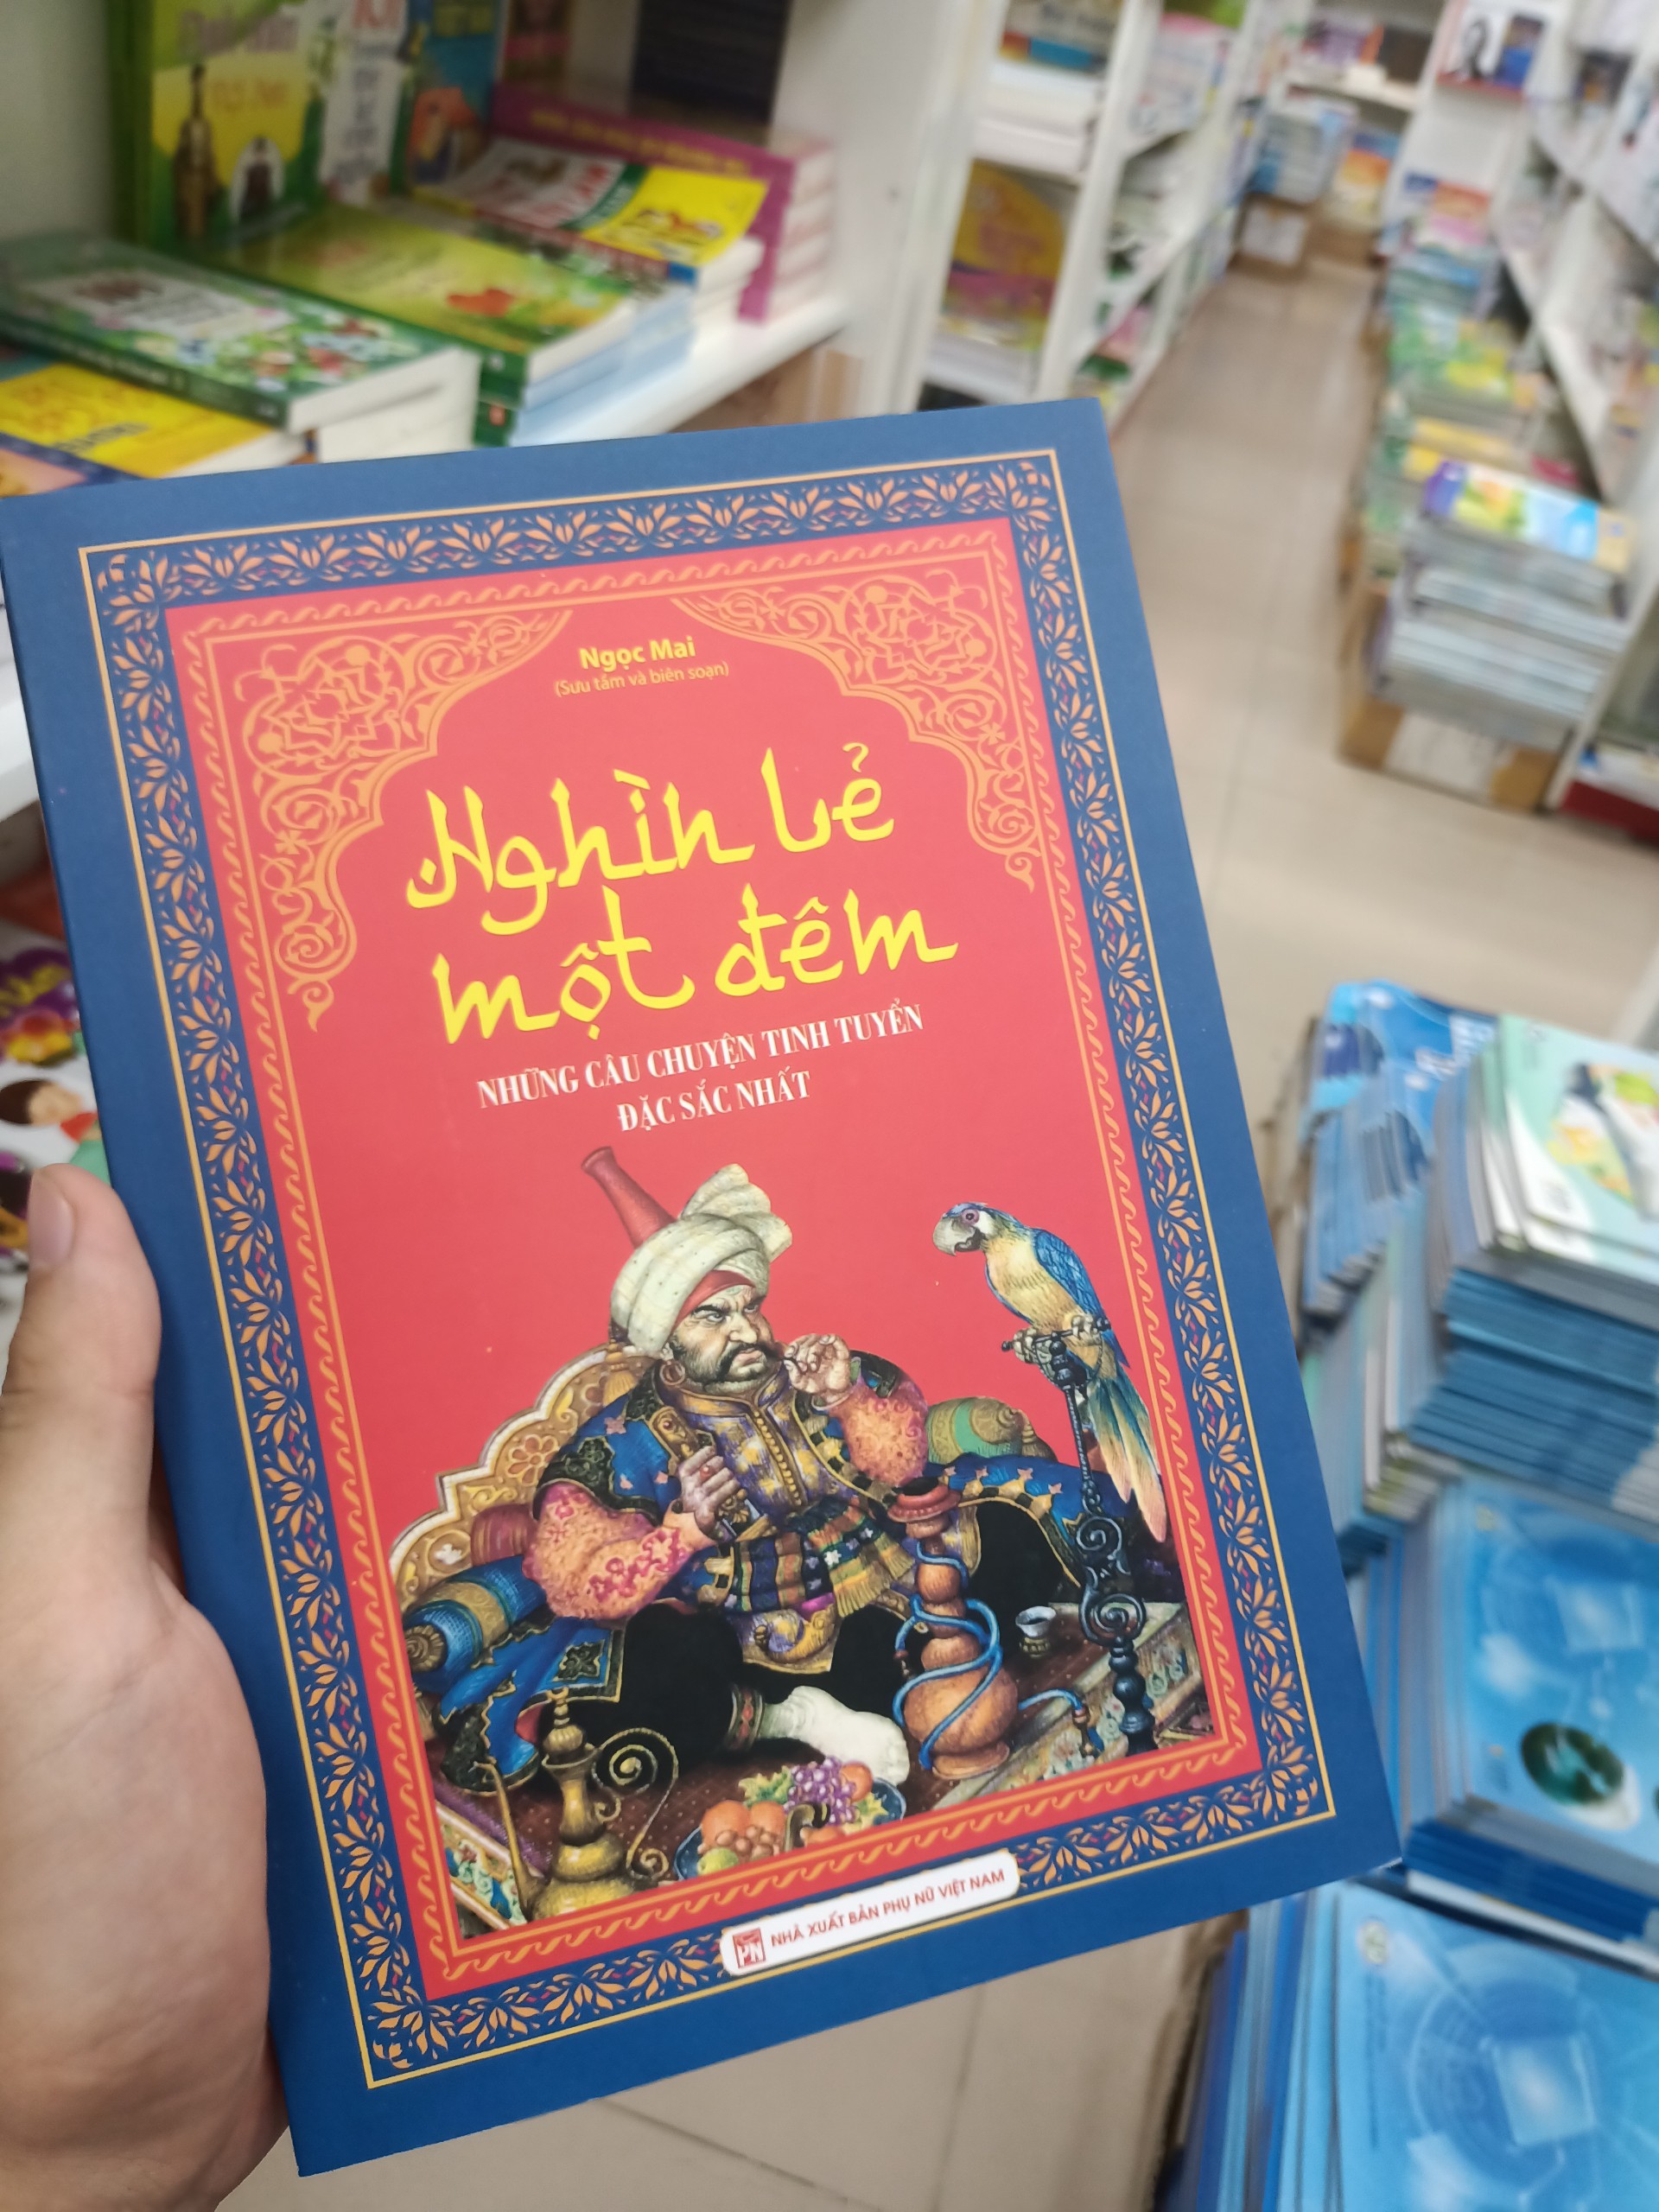 Ngọc Mai
(Sưu tầm và biên soạn)
Nghìn lẻ
một đêm
NHỮNG CÂU CHUYỆN TINH TUYỂN
ĐẶC SẮC NHẤT
PN NHÀ XUẤT BẢN PHỤ NỮ VIỆT NAM